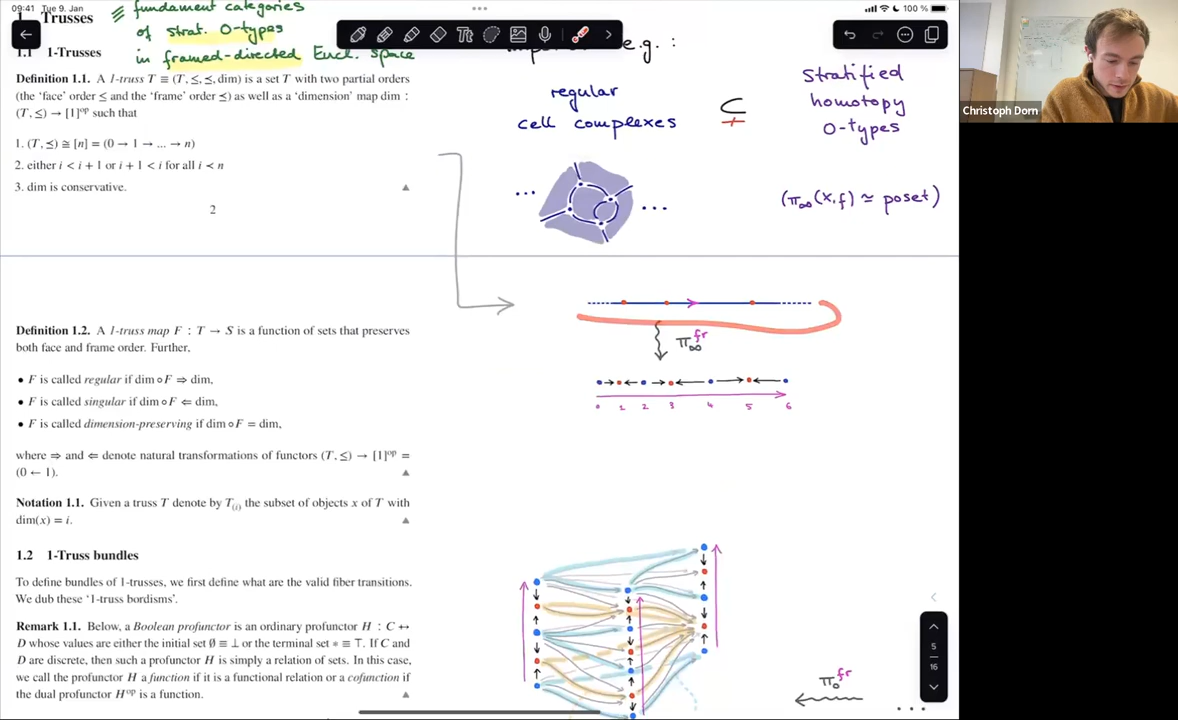 09:41 Tue 9. Jan
100 %
1 Trusses
≡ fundament categories
of strat. 0-types
in framed-directed Eucl. space
1.1 1-Trusses
Definition 1.1. A 1-truss T ≡ (T, ≤, ⪯, dim) is a set T with two partial orders
(the ‘face’ order ≤ and the ‘frame’ order ⪯) as well as a ‘dimension’ map dim :
(T, ≤) → [1]ᵒᵖ such that
1. (T, ⪯) ≅ [n] = (0 → 1 → ... → n)
2. either i < i + 1 or i + 1 < i for all i ≺ n
3. dim is conservative. ▲
2
e.g. :
regular
cell complexes
⊊
stratified
homotopy
0-types
... ...
(π∞(X,f) ≃ poset)
π∞ᶠʳ
0 1 2 3 4 5 6
Definition 1.2. A 1-truss map F : T → S is a function of sets that preserves
both face and frame order. Further,
• F is called regular if dim ∘ F ⇒ dim,
• F is called singular if dim ∘ F ⇐ dim,
• F is called dimension-preserving if dim ∘ F = dim,
where ⇒ and ⇐ denote natural transformations of functors (T, ≤) → [1]ᵒᵖ =
(0 ← 1). ▲
Notation 1.1. Given a truss T denote by T₍ᵢ₎ the subset of objects x of T with
dim(x) = i. ▲
1.2 1-Truss bundles
To define bundles of 1-trusses, we first define what are the valid fiber transitions.
We dub these ‘1-truss bordisms’.
Remark 1.1. Below, a Boolean profunctor is an ordinary profunctor H : C ⇸
D whose values are either the initial set ∅ ≡ ⊥ or the terminal set ∗ ≡ ⊤. If C and
D are discrete, then such a profunctor H is simply a relation of sets. In this case,
we call the profunctor H a function if it is a functional relation or a cofunction if
the dual profunctor Hᵒᵖ is a function. ▲
π₀ᶠʳ
...
5
16
Christoph Dorn